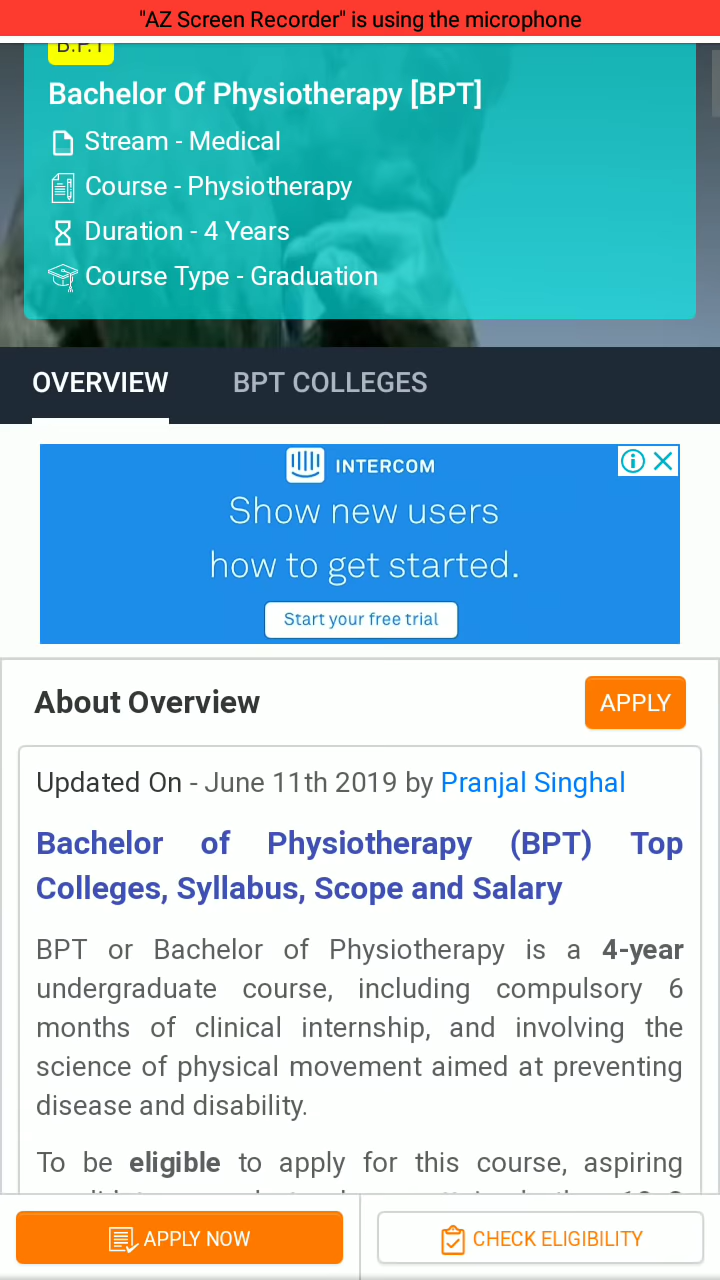 "AZ Screen Recorder" is using the microphone
B.P.T
Bachelor Of Physiotherapy [BPT]
Stream - Medical
Course - Physiotherapy
Duration - 4 Years
Course Type - Graduation
OVERVIEW BPT COLLEGES
INTERCOM
Show new users
how to get started.
Start your free trial
About Overview APPLY
Updated On - June 11th 2019 by Pranjal Singhal
Bachelor of Physiotherapy (BPT) Top
Colleges, Syllabus, Scope and Salary
BPT or Bachelor of Physiotherapy is a 4-year
undergraduate course, including compulsory 6
months of clinical internship, and involving the
science of physical movement aimed at preventing
disease and disability.
To be eligible to apply for this course, aspiring
APPLY NOW CHECK ELIGIBILITY